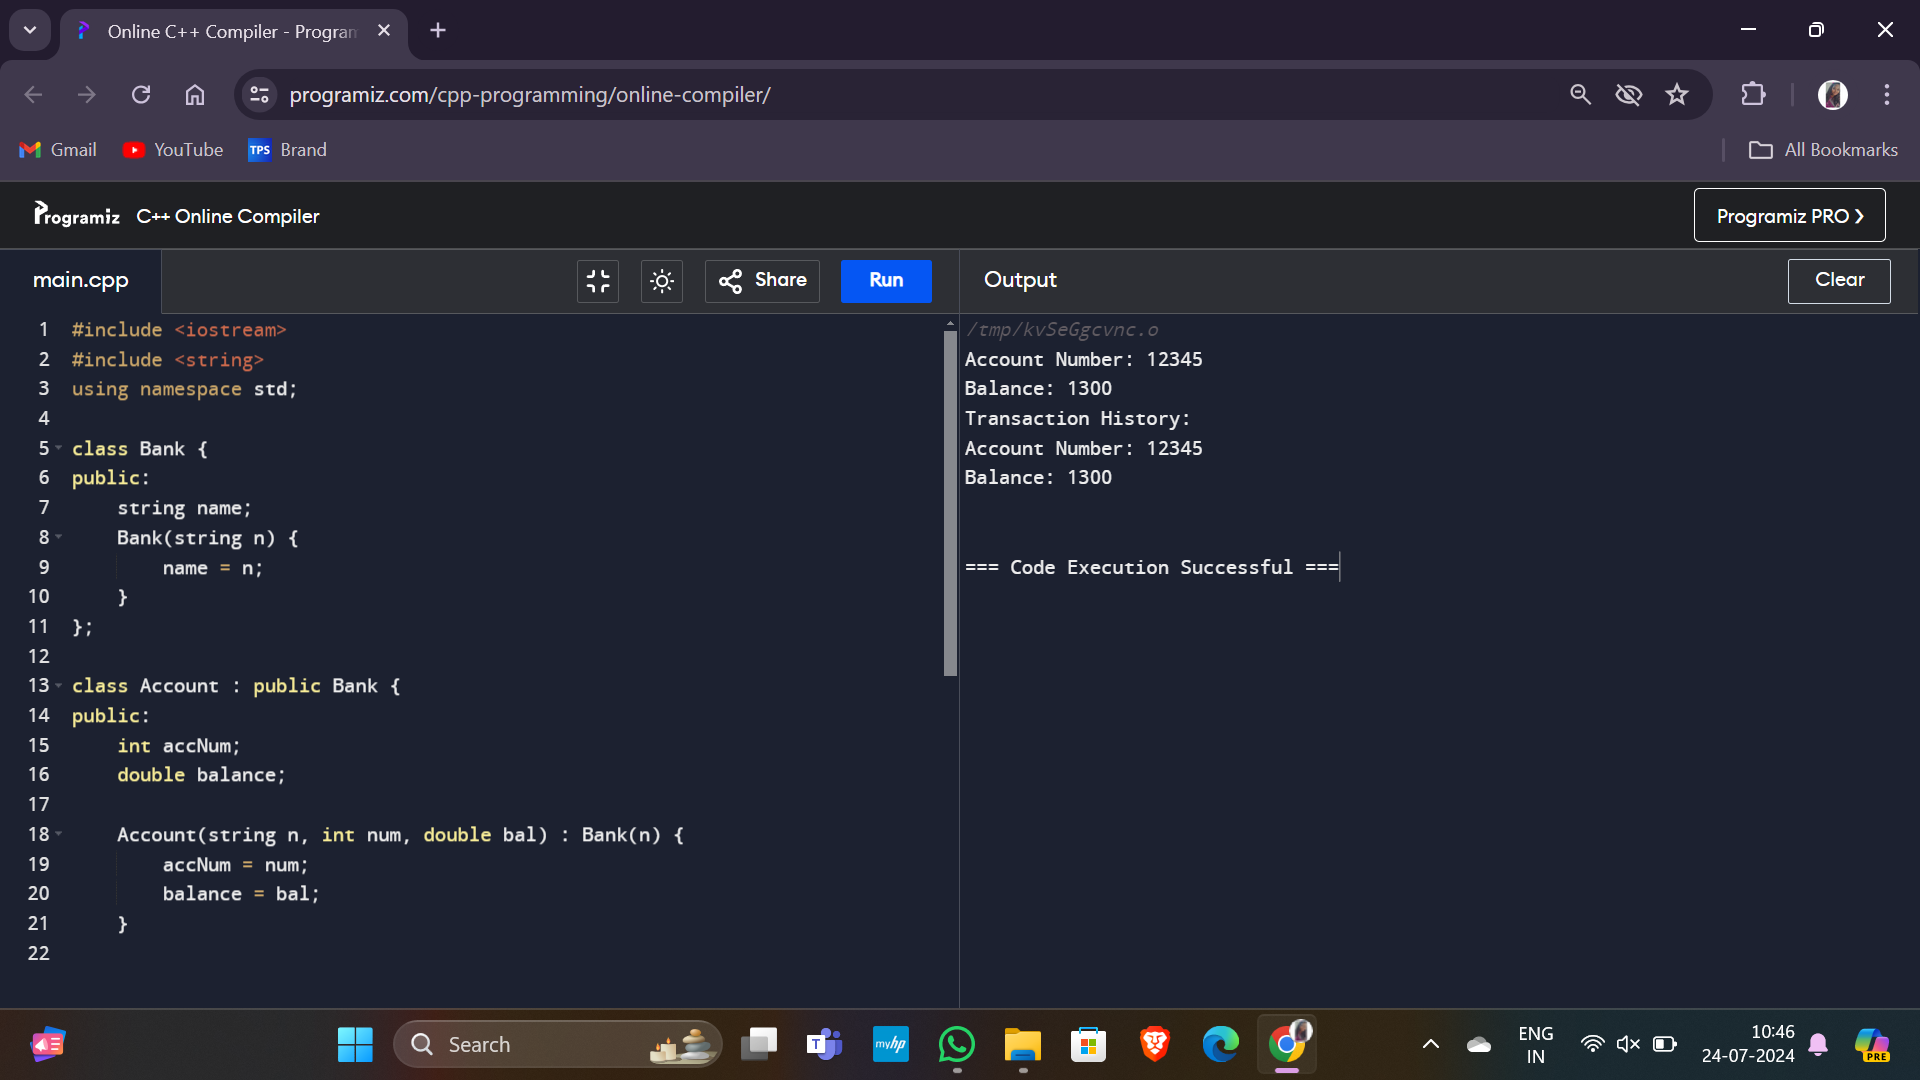 Online C++ Compiler - Program
programiz.com/cpp-programming/online-compiler/
Gmail
YouTube
TPS Brand
All Bookmarks
Programiz C++ Online Compiler
Programiz PRO ❯
main.cpp
Share
Run
Output
Clear
1 #include <iostream>
2 #include <string>
3 using namespace std;
4
5 class Bank {
6 public:
7     string name;
8     Bank(string n) {
9         name = n;
10     }
11 };
12
13 class Account : public Bank {
14 public:
15     int accNum;
16     double balance;
17
18     Account(string n, int num, double bal) : Bank(n) {
19         accNum = num;
20         balance = bal;
21     }
22
/tmp/kvSeGgcvnc.o
Account Number: 12345
Balance: 1300
Transaction History:
Account Number: 12345
Balance: 1300
=== Code Execution Successful ===
Search
T
myhp
ENG
IN
10:46
24-07-2024
PRE